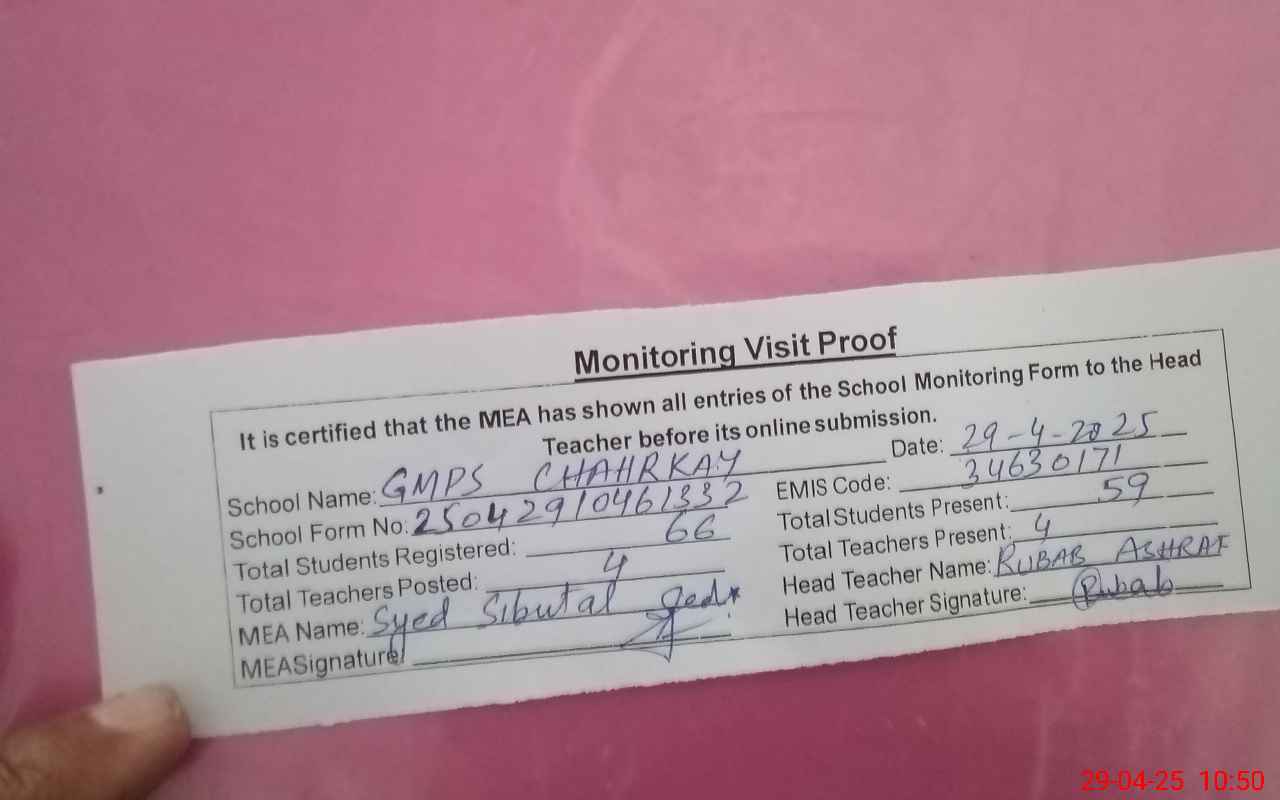 Monitoring Visit Proof
It is certified that the MEA has shown all entries of the School Monitoring Form to the Head
Teacher before its online submission.
School Name: GMPS CHAHRKAY Date: 29-4-2025
School Form No: 25042910461332 EMIS Code: 34630171
Total Students Registered: 66 Total Students Present: 59
Total Teachers Posted: 4 Total Teachers Present: 4
MEA Name: Syed Sibutal Head Teacher Name: RUBAB ASHRAF
MEASignature: Head Teacher Signature: Rubab
29-04-25 10:50